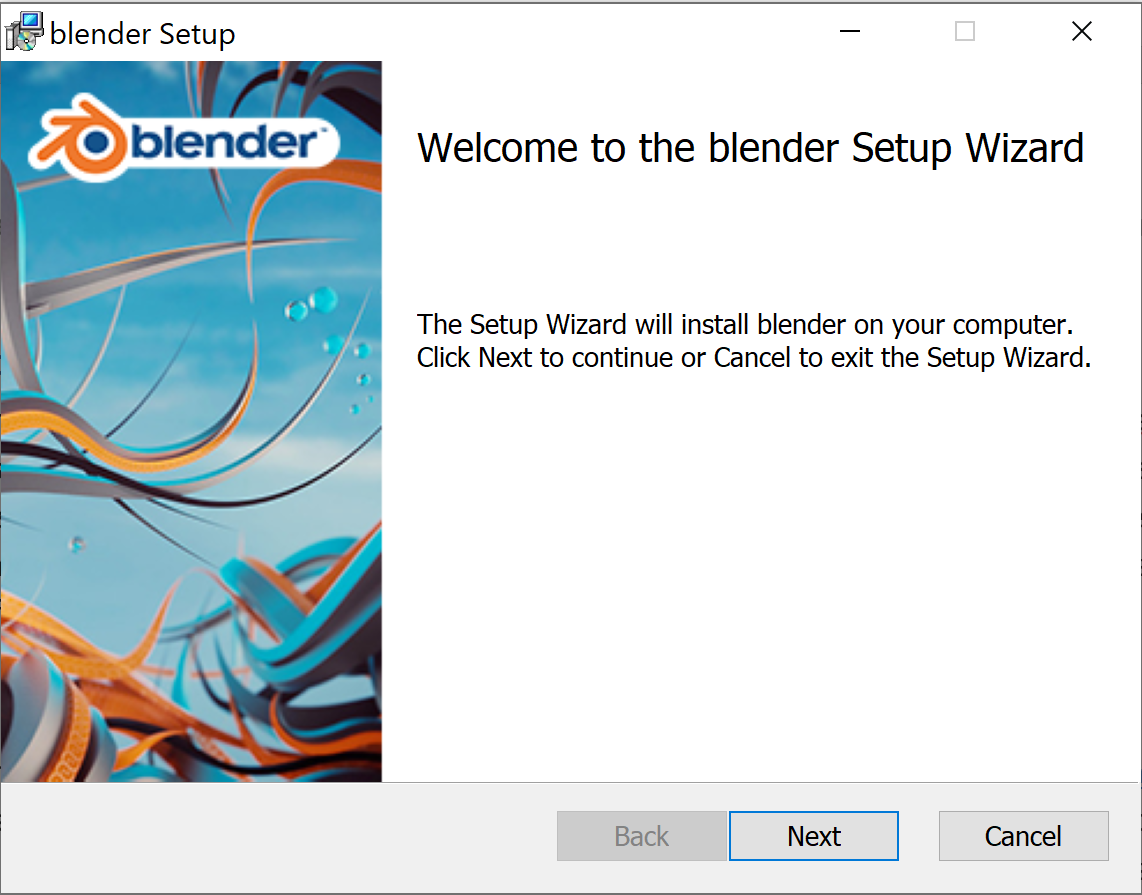 blender Setup
blender™
Welcome to the blender Setup Wizard
The Setup Wizard will install blender on your computer.
Click Next to continue or Cancel to exit the Setup Wizard.
Back
Next
Cancel